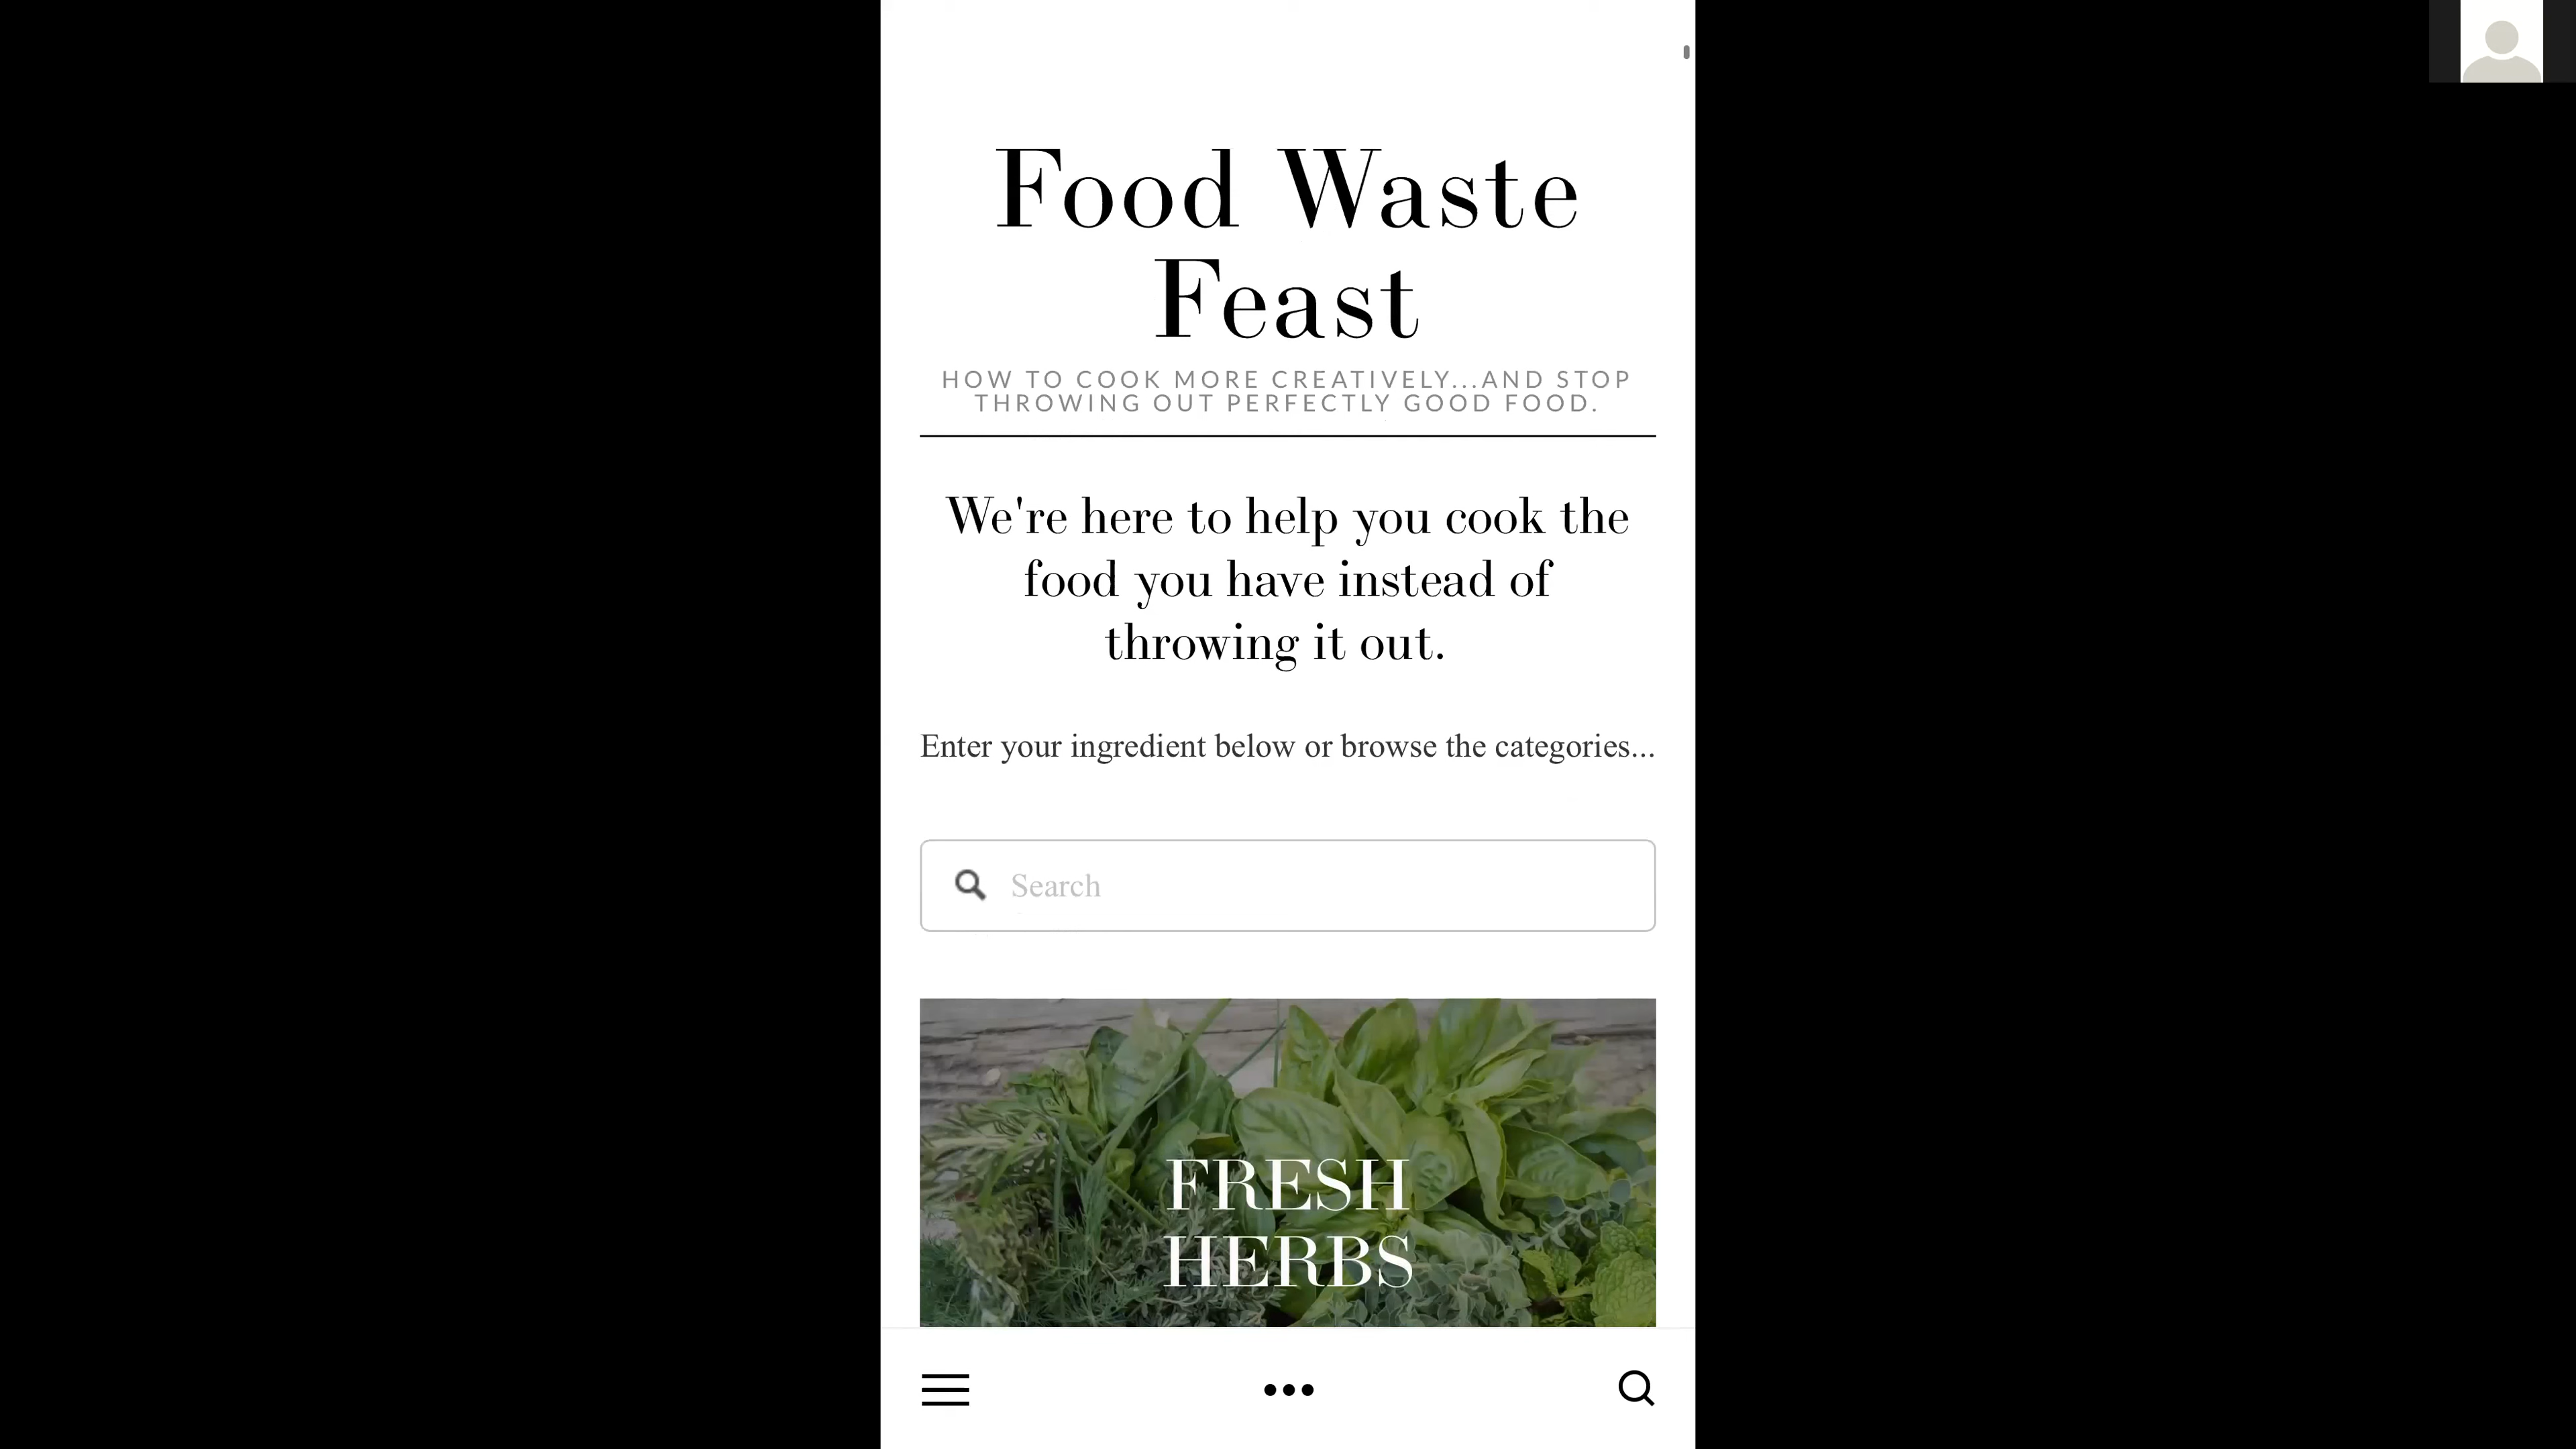 Food Waste
Feast
HOW TO COOK MORE CREATIVELY...AND STOP
THROWING OUT PERFECTLY GOOD FOOD.
We're here to help you cook the
food you have instead of
throwing it out.
Enter your ingredient below or browse the categories...
Search
FRESH
HERBS